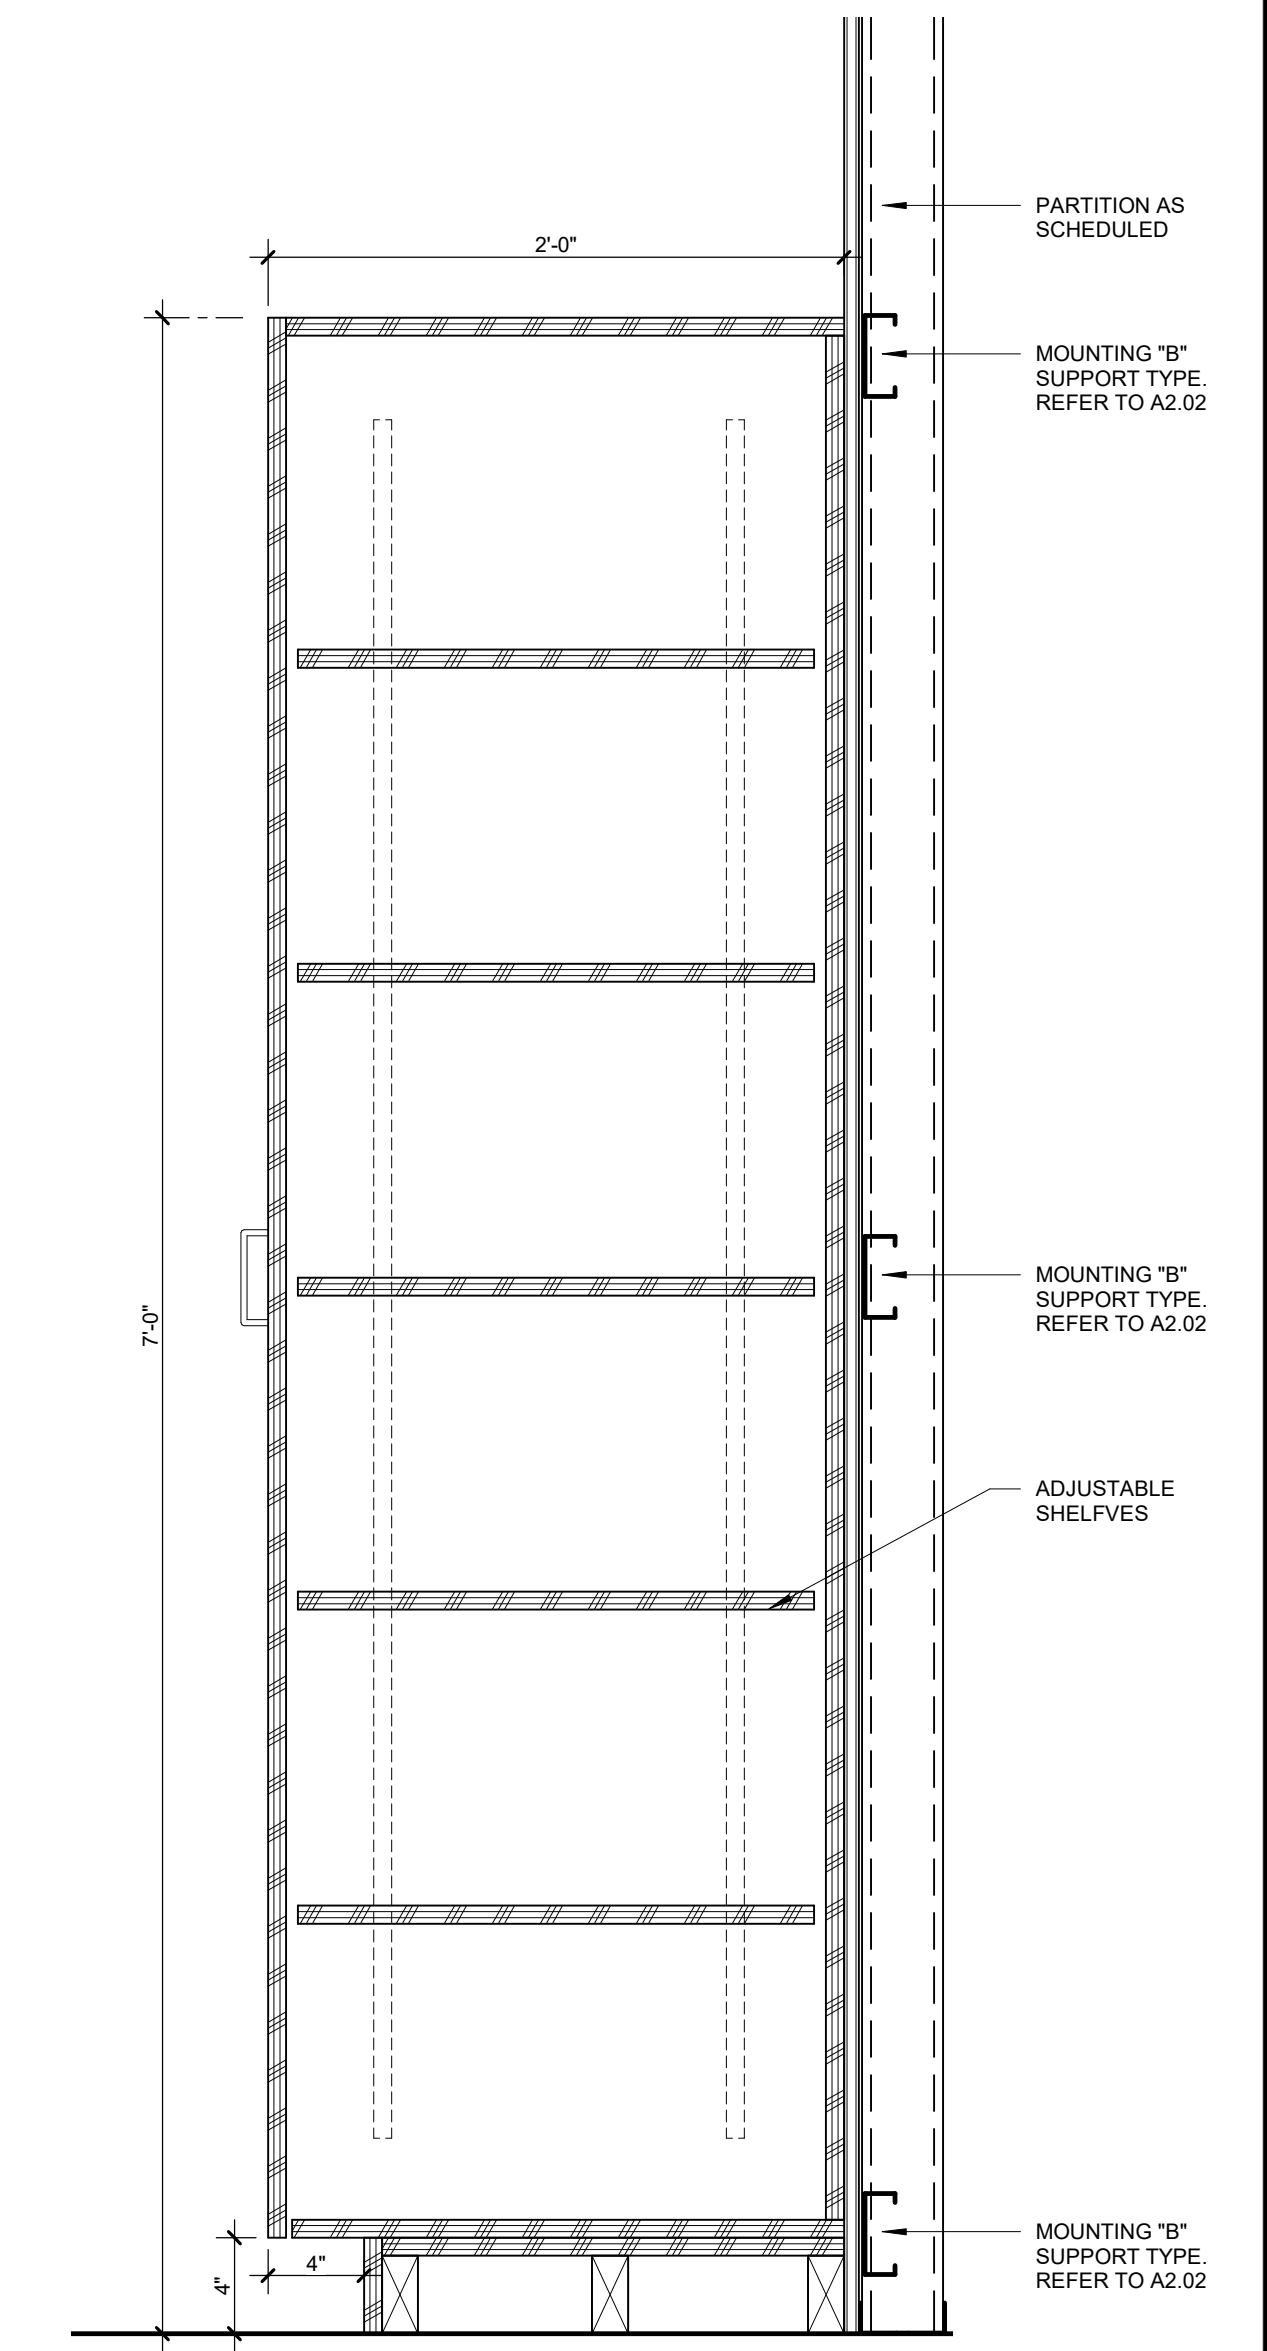 PARTITION AS
SCHEDULED
2'-0"
MOUNTING "B"
SUPPORT TYPE.
REFER TO A2.02
MOUNTING "B"
SUPPORT TYPE.
REFER TO A2.02
7'-0"
ADJUSTABLE
SHELFVES
MOUNTING "B"
SUPPORT TYPE.
REFER TO A2.02
4"
4"